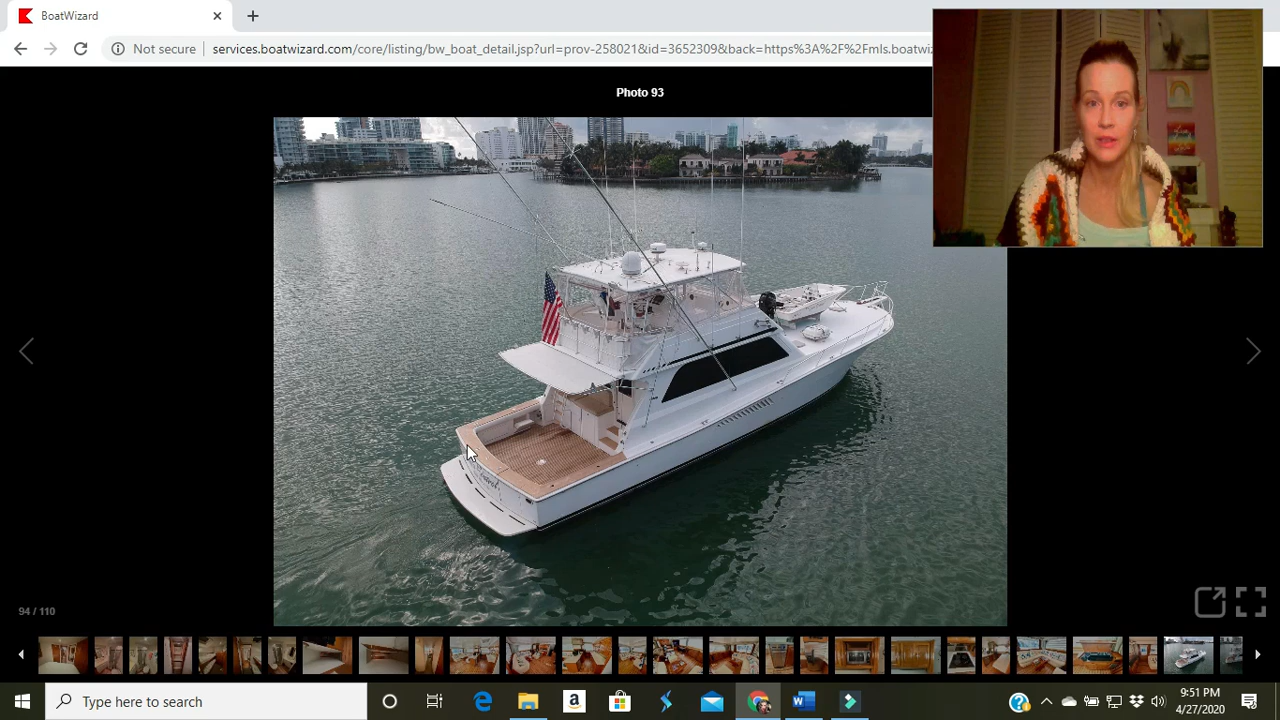 BoatWizard
Not secure
services.boatwizard.com/core/listing/bw_boat_detail.jsp?url=prov-258021&id=3652309&back=https%3A%2F%2Fmls.boatwi
Photo 93
94 / 110
Type here to search
9:51 PM
4/27/2020